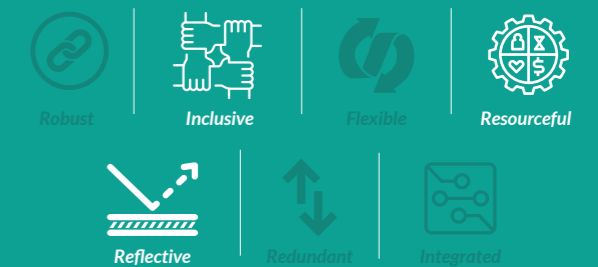 Robust
Inclusive
Flexible
Resourceful
Reflective
Redundant
Integrated